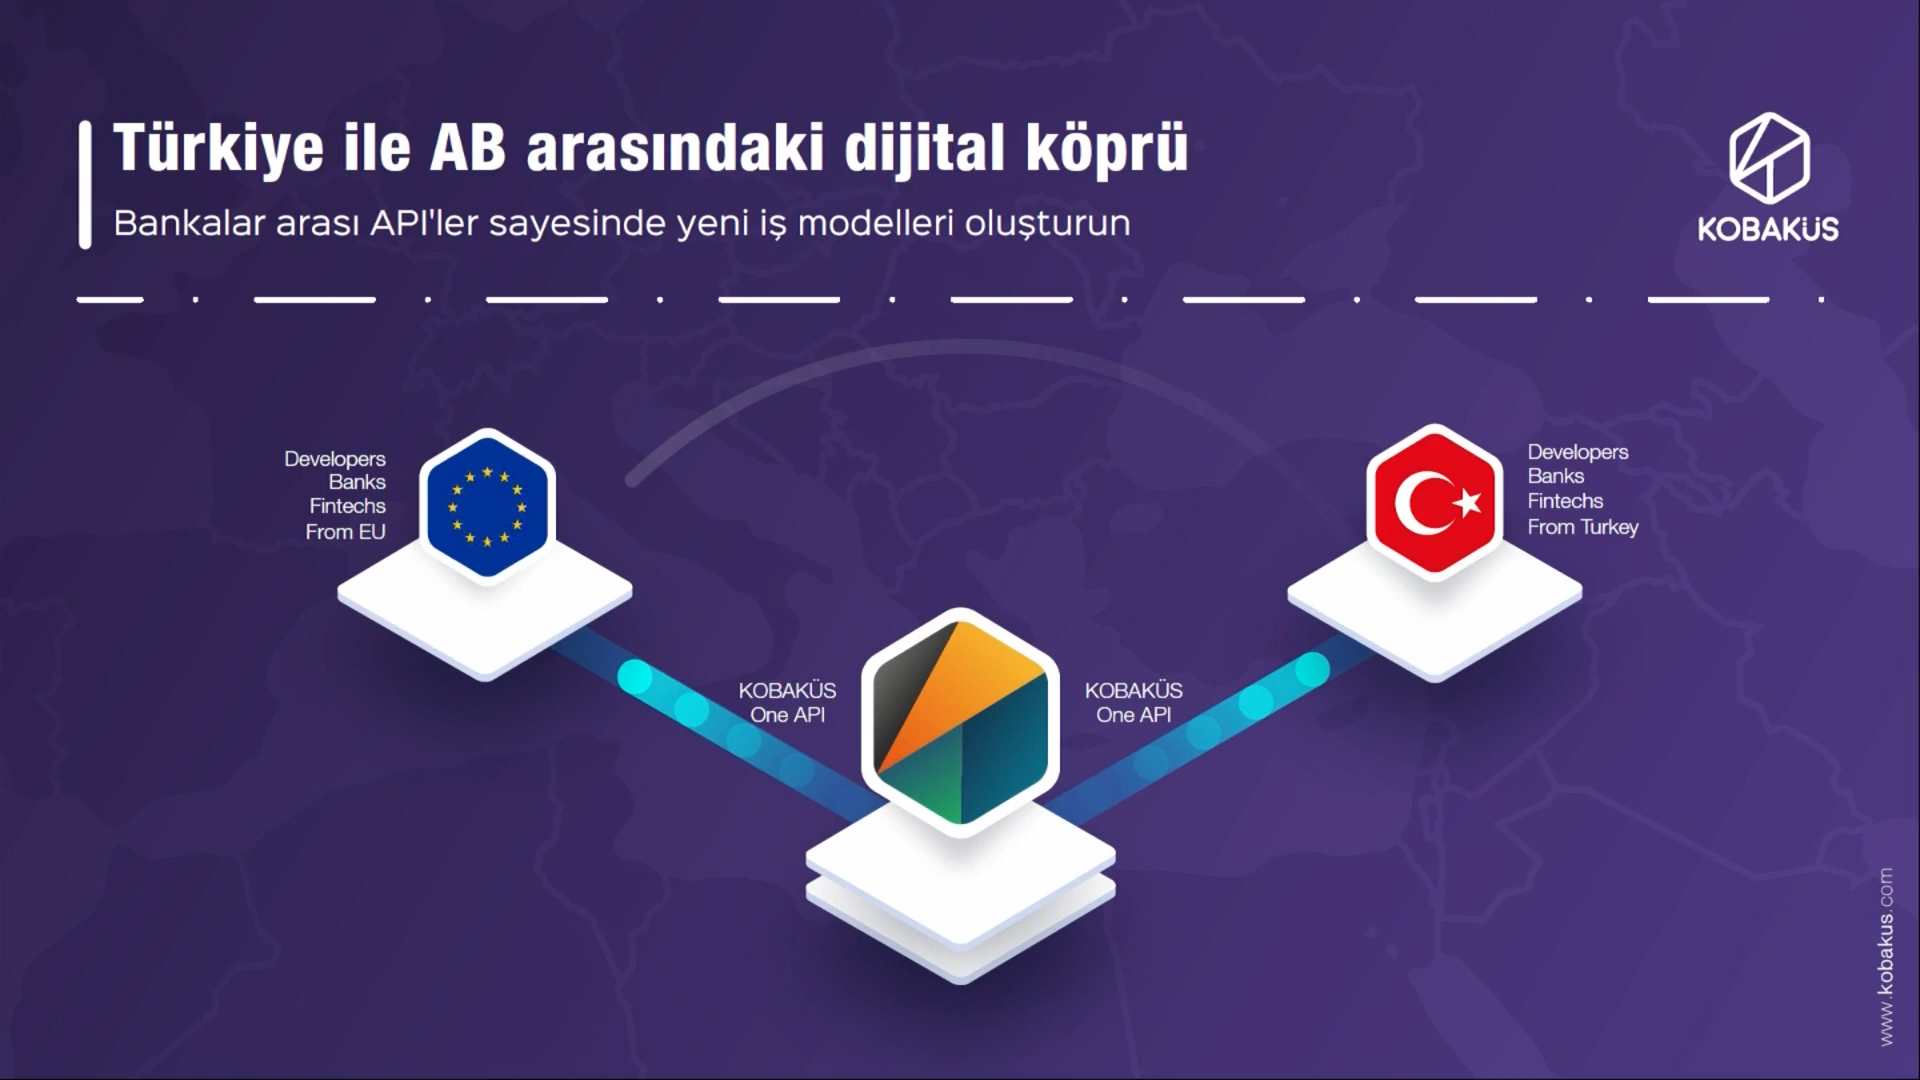 Türkiye ile AB arasındaki dijital köprü
Bankalar arası API'ler sayesinde yeni iş modelleri oluşturun
KOBAKÜS
Developers
Banks
Fintechs
From EU
Developers
Banks
Fintechs
From Turkey
KOBAKÜS
One API
KOBAKÜS
One API
www.kobakus.com